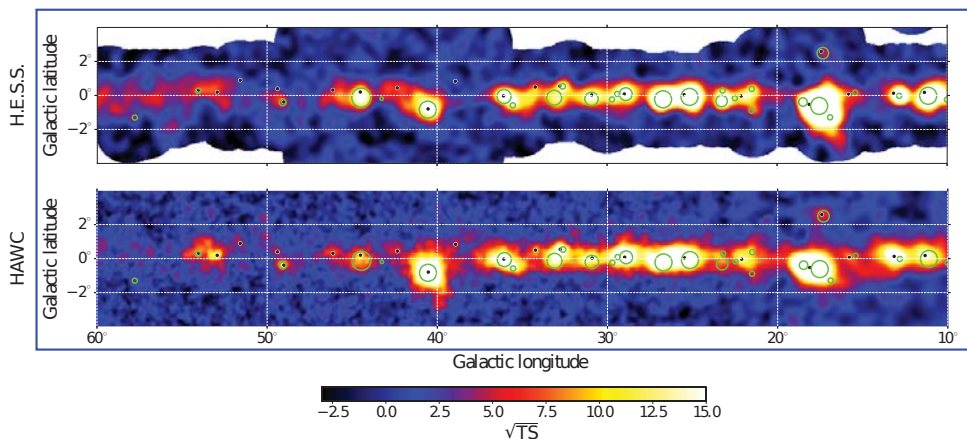 H.E.S.S.
Galactic latitude
2°
0°
−2°
HAWC
Galactic latitude
2°
0°
−2°
60° 50° 40° 30° 20° 10°
Galactic longitude
−2.5 0.0 2.5 5.0 7.5 10.0 12.5 15.0
√TS